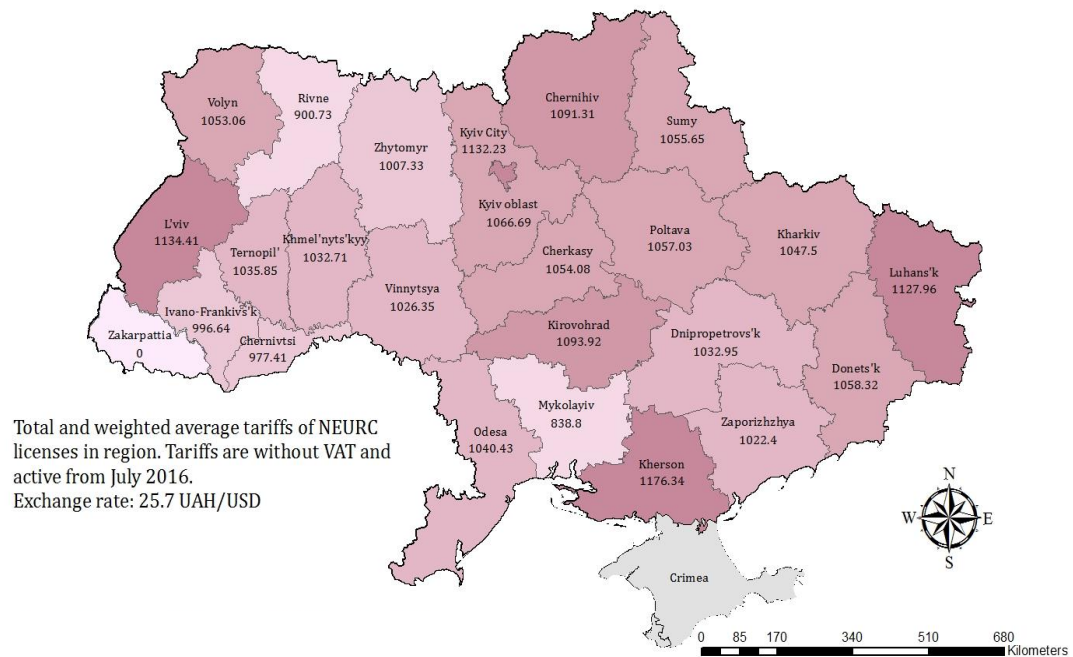 Volyn
1053.06
Rivne
900.73
Zhytomyr
1007.33
Kyiv City
1132.23
Chernihiv
1091.31
Sumy
1055.65
L'viv
1134.41
Ternopil'
1035.85
Khmel'nyts'kyy
1032.71
Kyiv oblast
1066.69
Poltava
1057.03
Kharkiv
1047.5
Cherkasy
1054.08
Luhans'k
1127.96
Vinnytsya
1026.35
Zakarpattia
0
Ivano-Frankivs'k
996.64
Chernivtsi
977.41
Kirovohrad
1093.92
Dnipropetrovs'k
1032.95
Donets'k
1058.32
Mykolayiv
838.8
Zaporizhzhya
1022.4
Odesa
1040.43
Kherson
1176.34
Crimea
Total and weighted average tariffs of NEURC
licenses in region. Tariffs are without VAT and
active from July 2016.
Exchange rate: 25.7 UAH/USD
N
W E
S
0 85 170 340 510 680
Kilometers